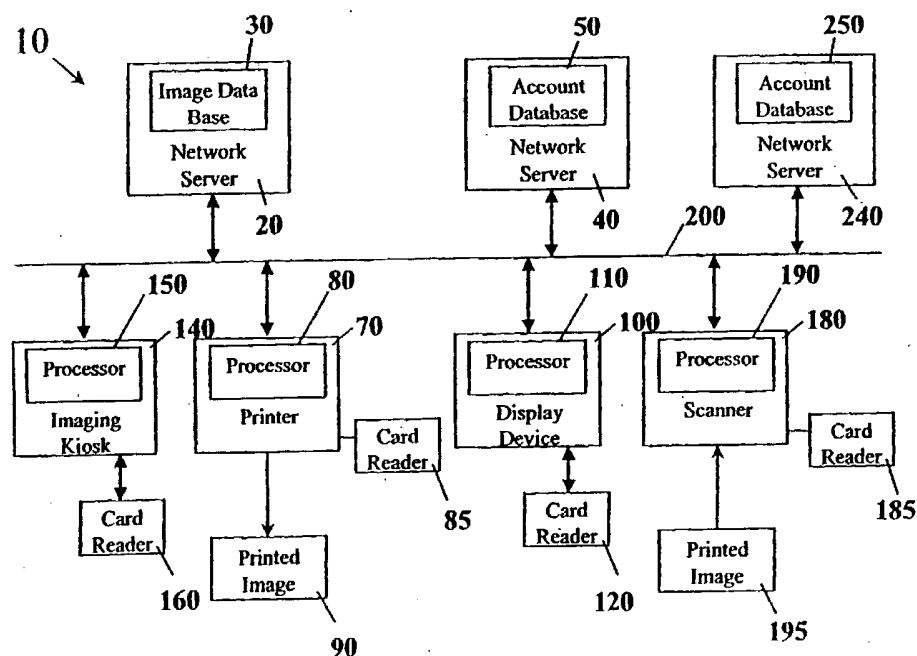 10
30
50
250
Image Data
Base
Network
Server
20
Account
Database
Network
Server
40
Account
Database
Network
Server
240
200
150
140
80
70
110
100
190
180
Processor
Imaging
Kiosk
Processor
Printer
Processor
Display
Device
Processor
Scanner
Card
Reader
160
Card
Reader
85
Printed
Image
90
Card
Reader
120
Card
Reader
185
Printed Image
195